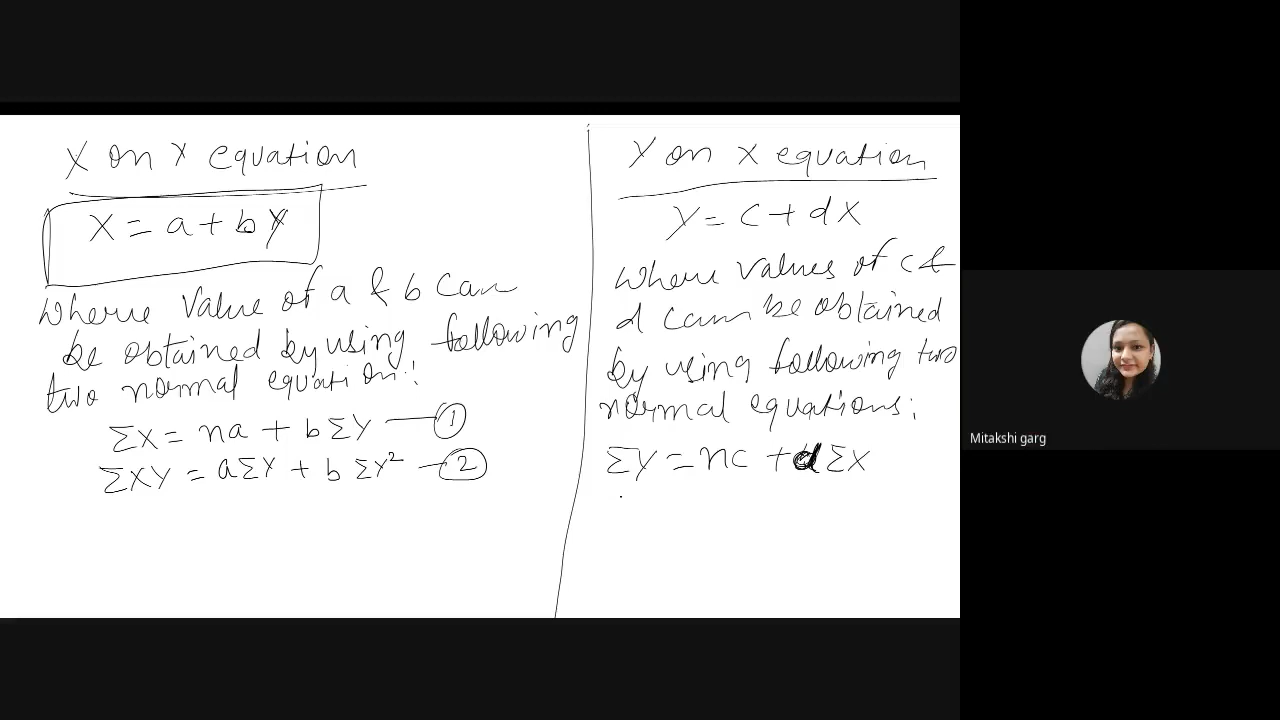 X on Y equation
X = a + bY
Where Value of a & b Can
be obtained by using following
two normal equation:
ΣX = na + bΣY — ①
ΣXY = aΣY + bΣY² — ②
Y on X equation
Y = c + dX
Where values of c &
d can be obtained
by using following two
normal equations:
ΣY = nc + dΣX
Mitakshi garg